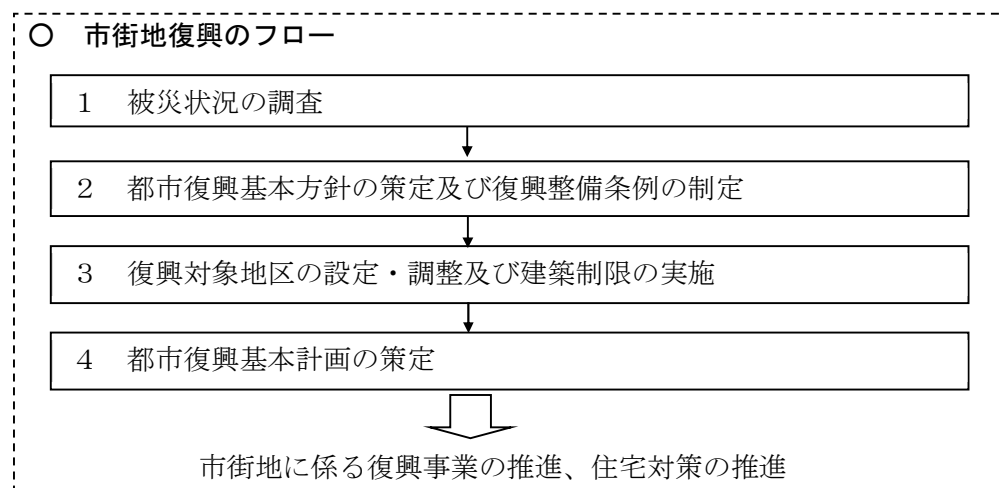 ○ 市街地復興のフロー
１ 被災状況の調査
２ 都市復興基本方針の策定及び復興整備条例の制定
３ 復興対象地区の設定・調整及び建築制限の実施
４ 都市復興基本計画の策定
市街地に係る復興事業の推進、住宅対策の推進